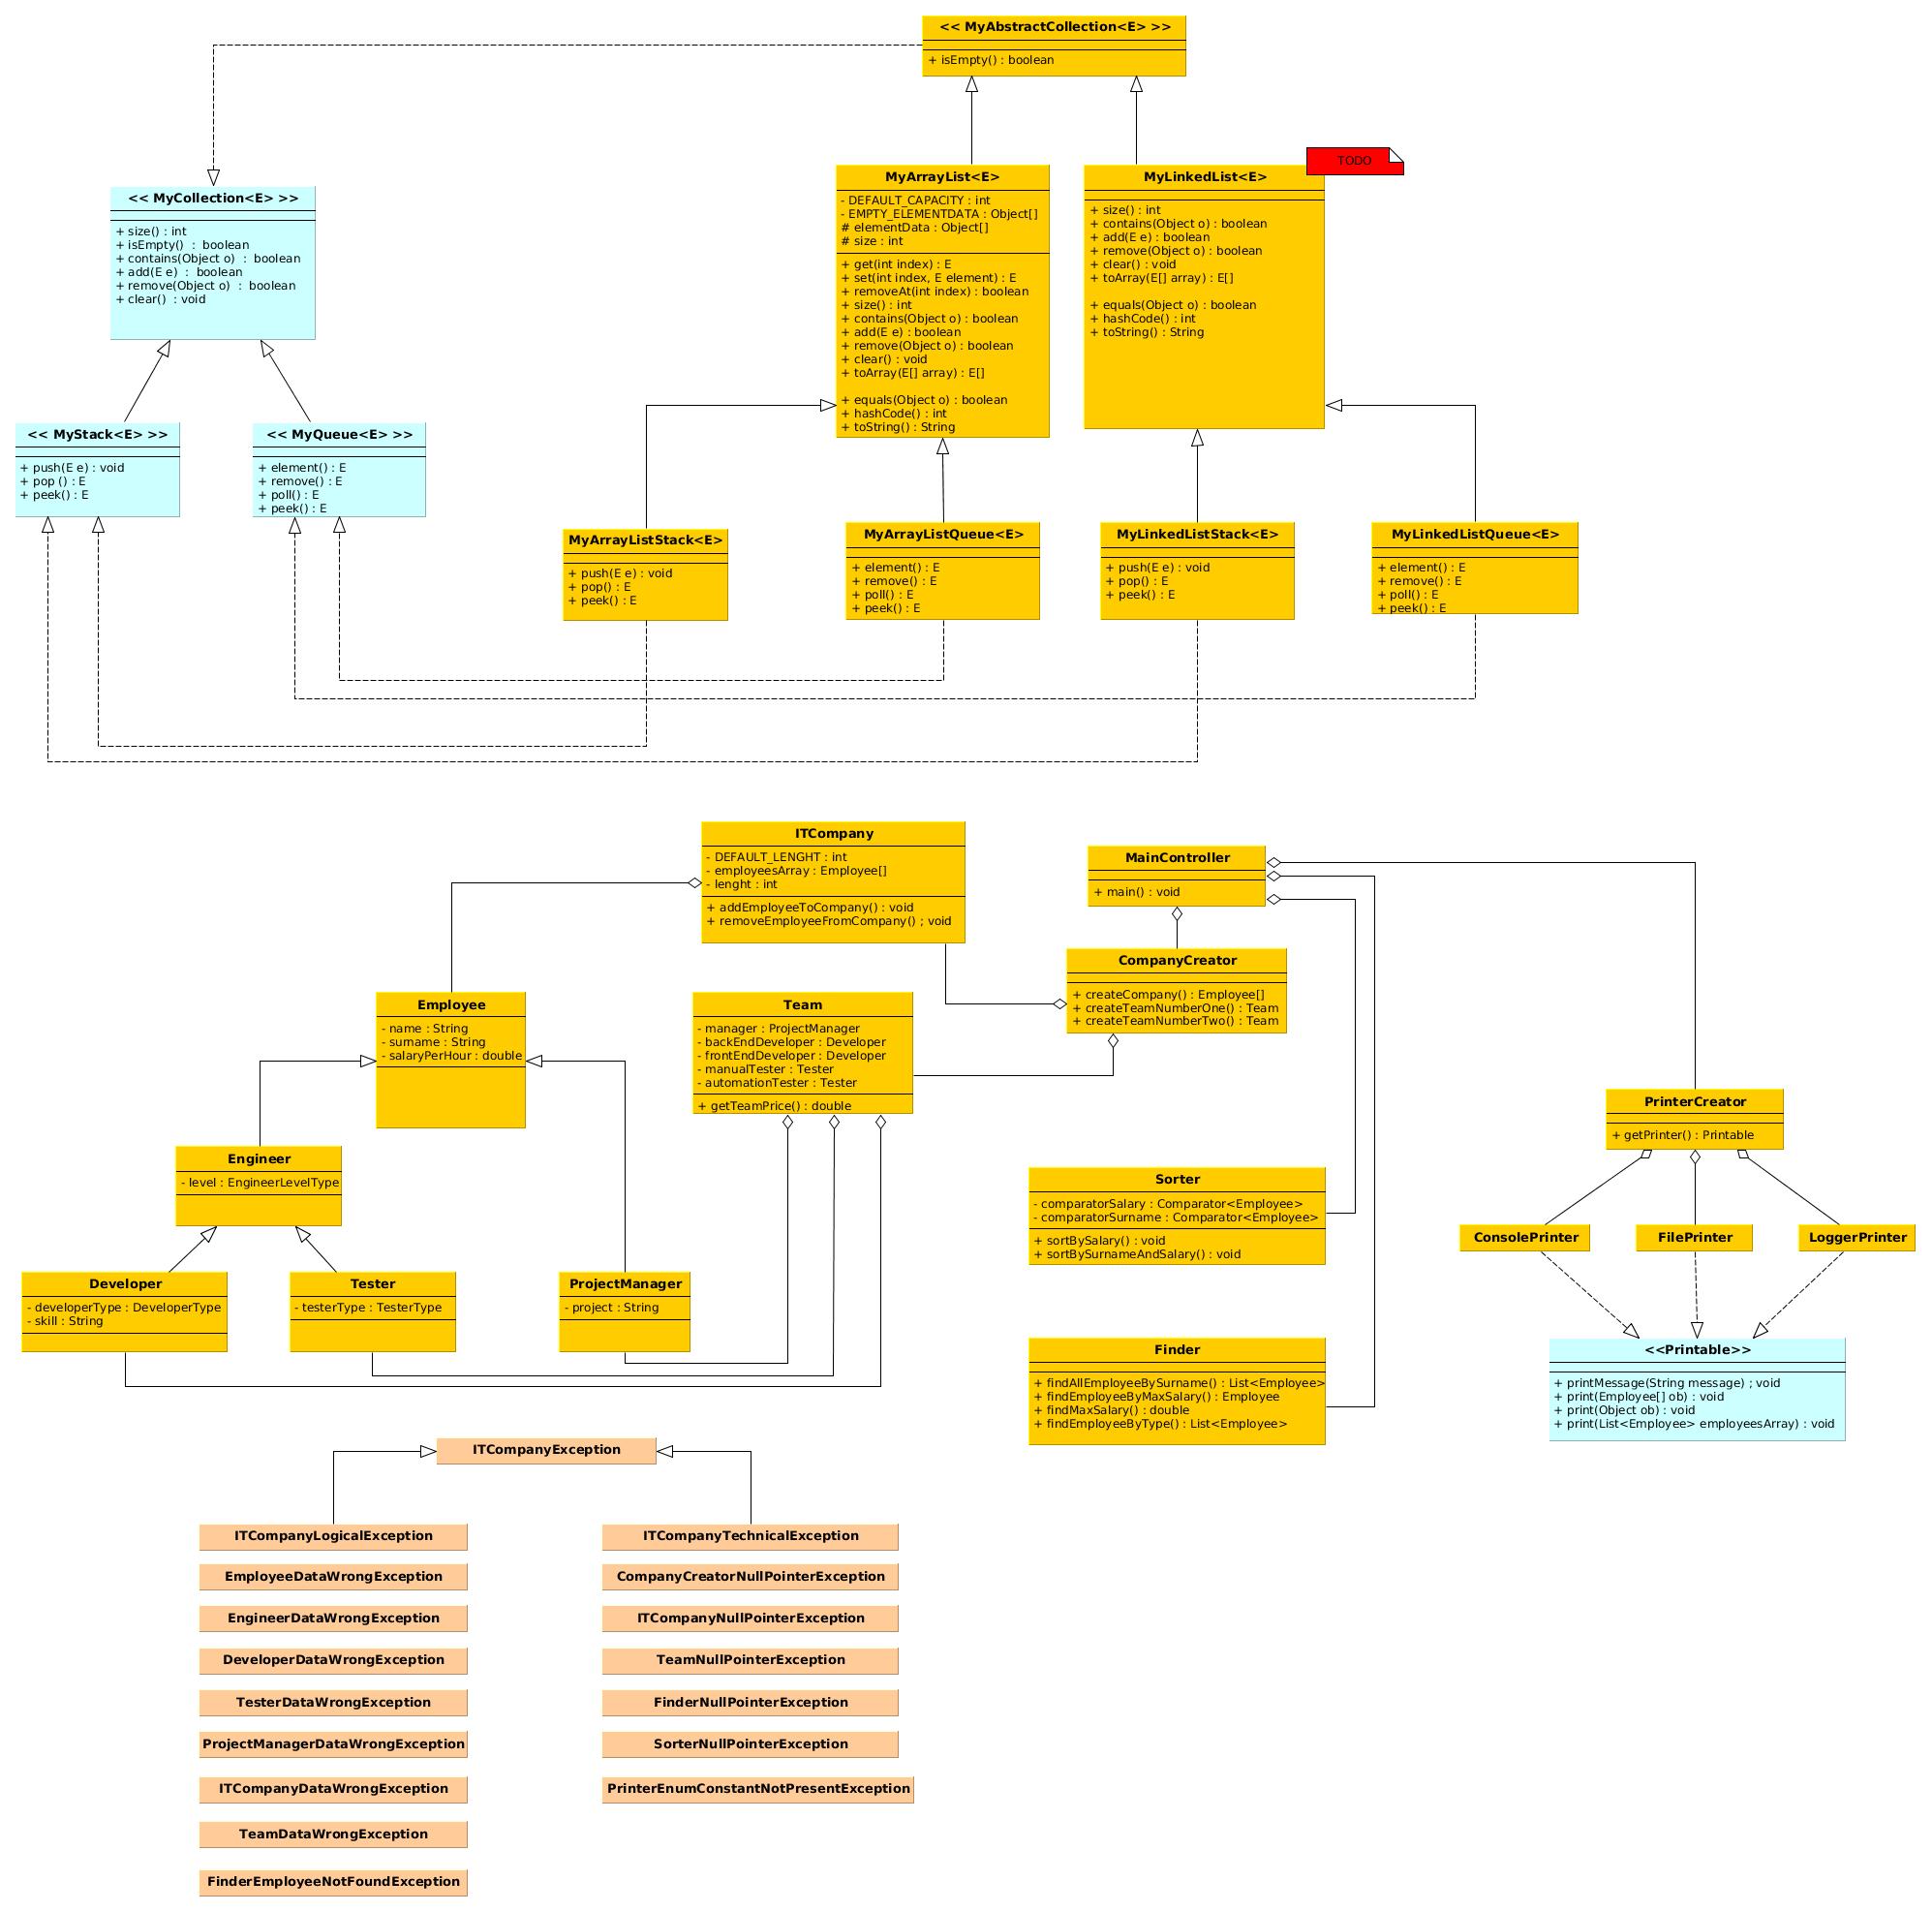 << MyAbstractCollection<E> >>
+ isEmpty() : boolean
TODO
<< MyCollection<E> >>
+ size() : int
+ isEmpty()  :  boolean
+ contains(Object o)  :  boolean
+ add(E e)  :  boolean
+ remove(Object o)  :  boolean
+ clear()  : void
MyArrayList<E>
- DEFAULT_CAPACITY : int
- EMPTY_ELEMENTDATA : Object[]
# elementData : Object[]
# size : int
+ get(int index) : E
+ set(int index, E element) : E
+ removeAt(int index) : boolean
+ size() : int
+ contains(Object o) : boolean
+ add(E e) : boolean
+ remove(Object o) : boolean
+ clear() : void
+ toArray(E[] array) : E[]
+ equals(Object o) : boolean
+ hashCode() : int
+ toString() : String
MyLinkedList<E>
+ size() : int
+ contains(Object o) : boolean
+ add(E e) : boolean
+ remove(Object o) : boolean
+ clear() : void
+ toArray(E[] array) : E[]
+ equals(Object o) : boolean
+ hashCode() : int
+ toString() : String
<< MyStack<E> >>
+ push(E e) : void
+ pop () : E
+ peek() : E
<< MyQueue<E> >>
+ element() : E
+ remove() : E
+ poll() : E
+ peek() : E
MyArrayListStack<E>
+ push(E e) : void
+ pop() : E
+ peek() : E
MyArrayListQueue<E>
+ element() : E
+ remove() : E
+ poll() : E
+ peek() : E
MyLinkedListStack<E>
+ push(E e) : void
+ pop() : E
+ peek() : E
MyLinkedListQueue<E>
+ element() : E
+ remove() : E
+ poll() : E
+ peek() : E
ITCompany
- DEFAULT_LENGHT : int
- employeesArray : Employee[]
- lenght : int
+ addEmployeeToCompany() : void
+ removeEmployeeFromCompany() ; void
MainController
+ main() : void
CompanyCreator
+ createCompany() : Employee[]
+ createTeamNumberOne() : Team
+ createTeamNumberTwo() : Team
Employee
- name : String
- surname : String
- salaryPerHour : double
Team
- manager : ProjectManager
- backEndDeveloper : Developer
- frontEndDeveloper : Developer
- manualTester : Tester
- automationTester : Tester
+ getTeamPrice() : double
PrinterCreator
+ getPrinter() : Printable
Engineer
- level : EngineerLevelType
Sorter
- comparatorSalary : Comparator<Employee>
- comparatorSurname : Comparator<Employee>
+ sortBySalary() : void
+ sortBySurnameAndSalary() : void
ConsolePrinter
FilePrinter
LoggerPrinter
Developer
- developerType : DeveloperType
- skill : String
Tester
- testerType : TesterType
ProjectManager
- project : String
Finder
+ findAllEmployeeBySurname() : List<Employee>
+ findEmployeeByMaxSalary() : Employee
+ findMaxSalary() : double
+ findEmployeeByType() : List<Employee>
<<Printable>>
+ printMessage(String message) ; void
+ print(Employee[] ob) : void
+ print(Object ob) : void
+ print(List<Employee> employeesArray) : void
ITCompanyException
ITCompanyLogicalException
EmployeeDataWrongException
EngineerDataWrongException
DeveloperDataWrongException
TesterDataWrongException
ProjectManagerDataWrongException
ITCompanyDataWrongException
TeamDataWrongException
FinderEmployeeNotFoundException
ITCompanyTechnicalException
CompanyCreatorNullPointerException
ITCompanyNullPointerException
TeamNullPointerException
FinderNullPointerException
SorterNullPointerException
PrinterEnumConstantNotPresentException